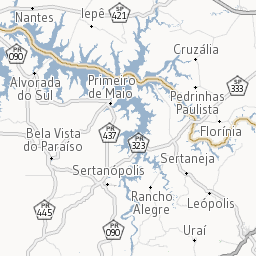 Nantes
Iepê
SP
421
Cruzália
PR
090
Alvorada
do Sul
Primeiro
de Maio
SP
333
Pedrinhas
Paulista
Florínia
PR
437
PR
323
Bela Vista
do Paraíso
Sertaneja
Sertanópolis
Rancho
Alegre
Leópolis
PR
445
PR
090
Uraí